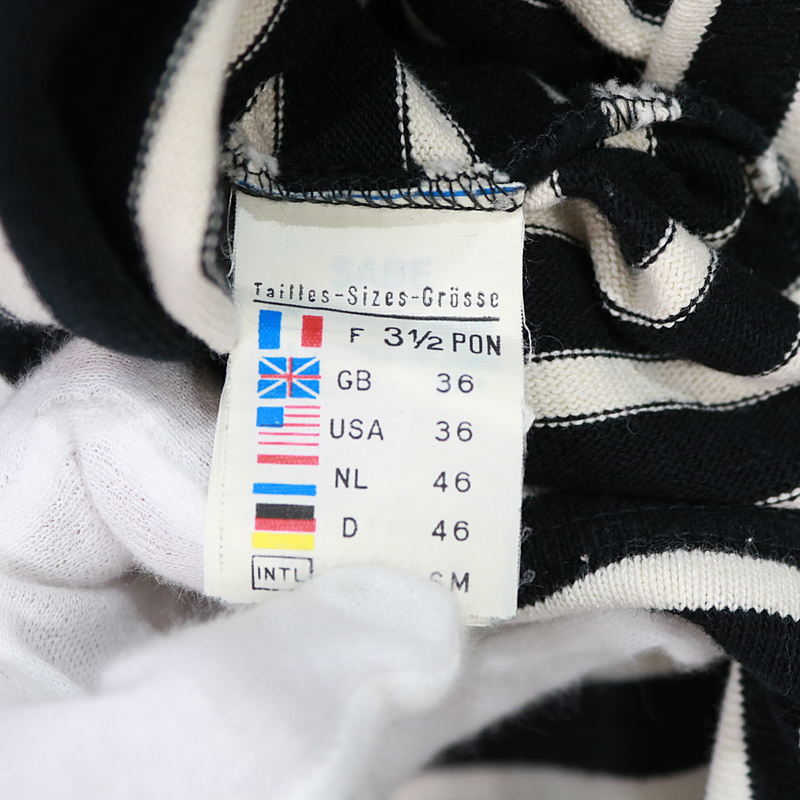 Tailles-Sizes-Grösse
F 3½ PON
GB 36
USA 36
NL 46
D 46
INTL SM